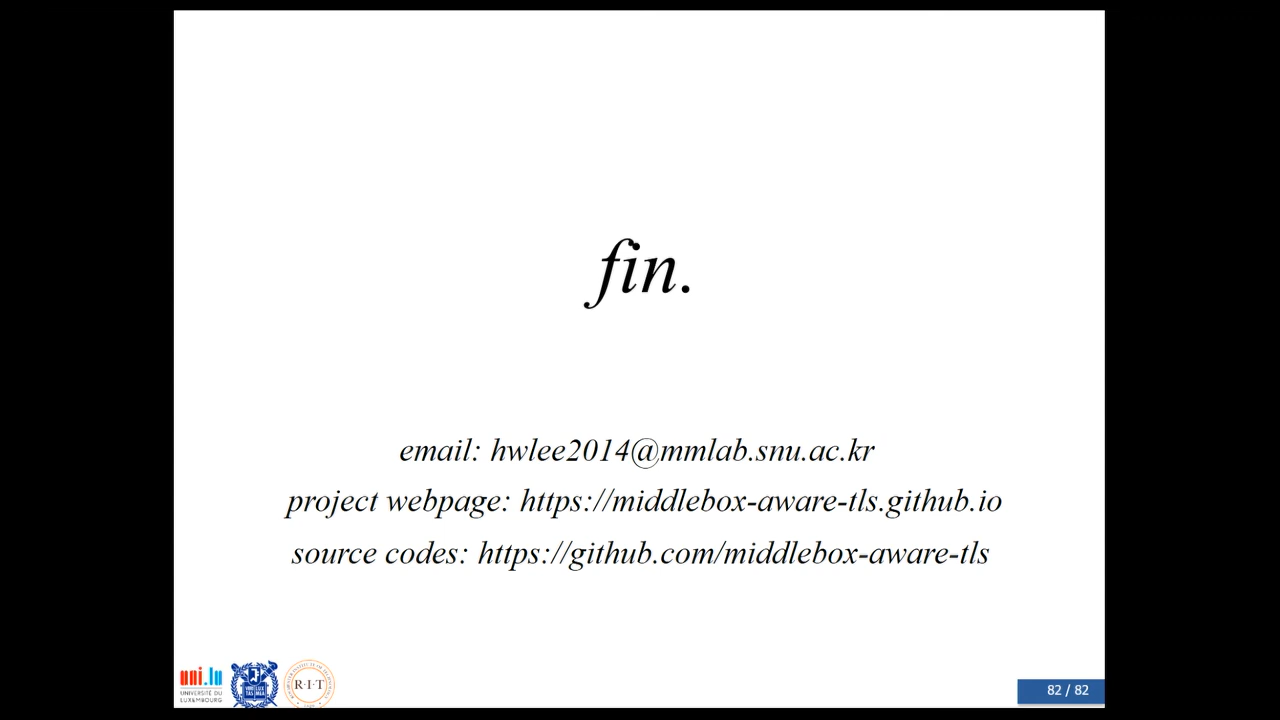 fin.
email: hwlee2014@mmlab.snu.ac.kr
project webpage: https://middlebox-aware-tls.github.io
source codes: https://github.com/middlebox-aware-tls
uni.lu
UNIVERSITÉ DU
LUXEMBOURG
R·I·T
82 / 82